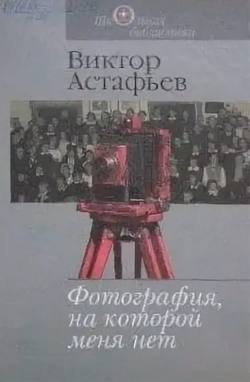 Школьная
библиотека
Виктор
Астафьев
Фотография,
на которой
меня нет